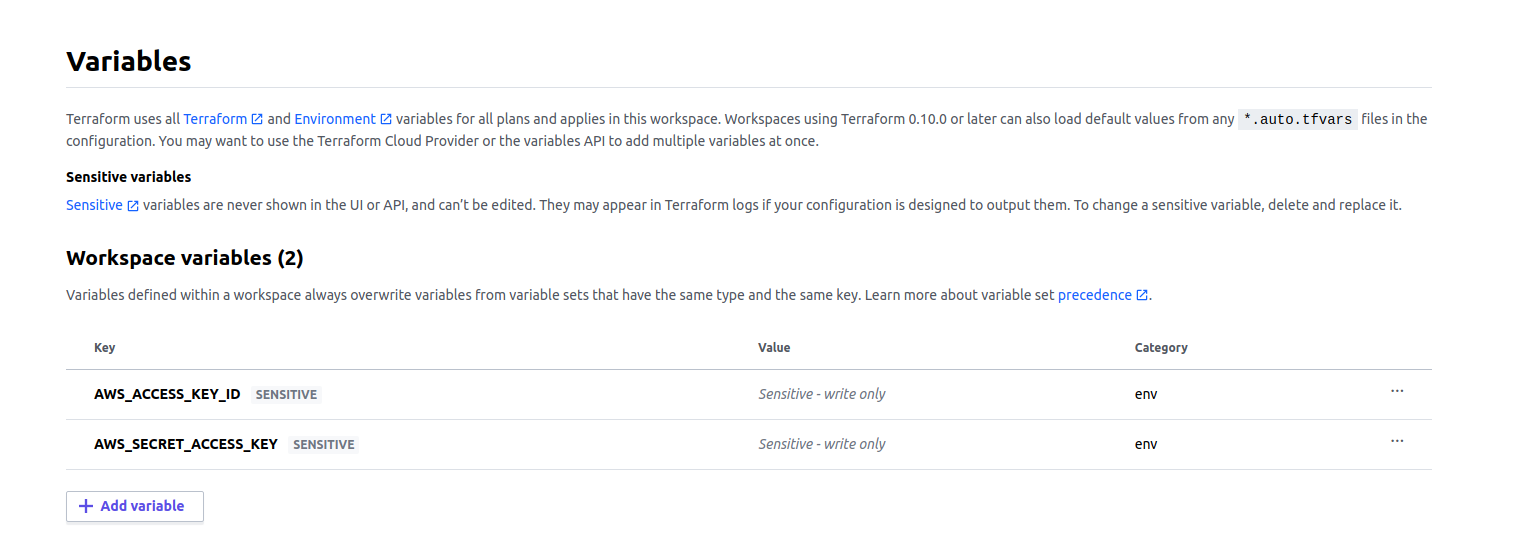 Variables
Terraform uses all Terraform and Environment variables for all plans and applies in this workspace. Workspaces using Terraform 0.10.0 or later can also load default values from any *.auto.tfvars files in the
configuration. You may want to use the Terraform Cloud Provider or the variables API to add multiple variables at once.
Sensitive variables
Sensitive variables are never shown in the UI or API, and can’t be edited. They may appear in Terraform logs if your configuration is designed to output them. To change a sensitive variable, delete and replace it.
Workspace variables (2)
Variables defined within a workspace always overwrite variables from variable sets that have the same type and the same key. Learn more about variable set precedence.
Key Value Category
AWS_ACCESS_KEY_ID SENSITIVE Sensitive - write only env ...
AWS_SECRET_ACCESS_KEY SENSITIVE Sensitive - write only env ...
+ Add variable